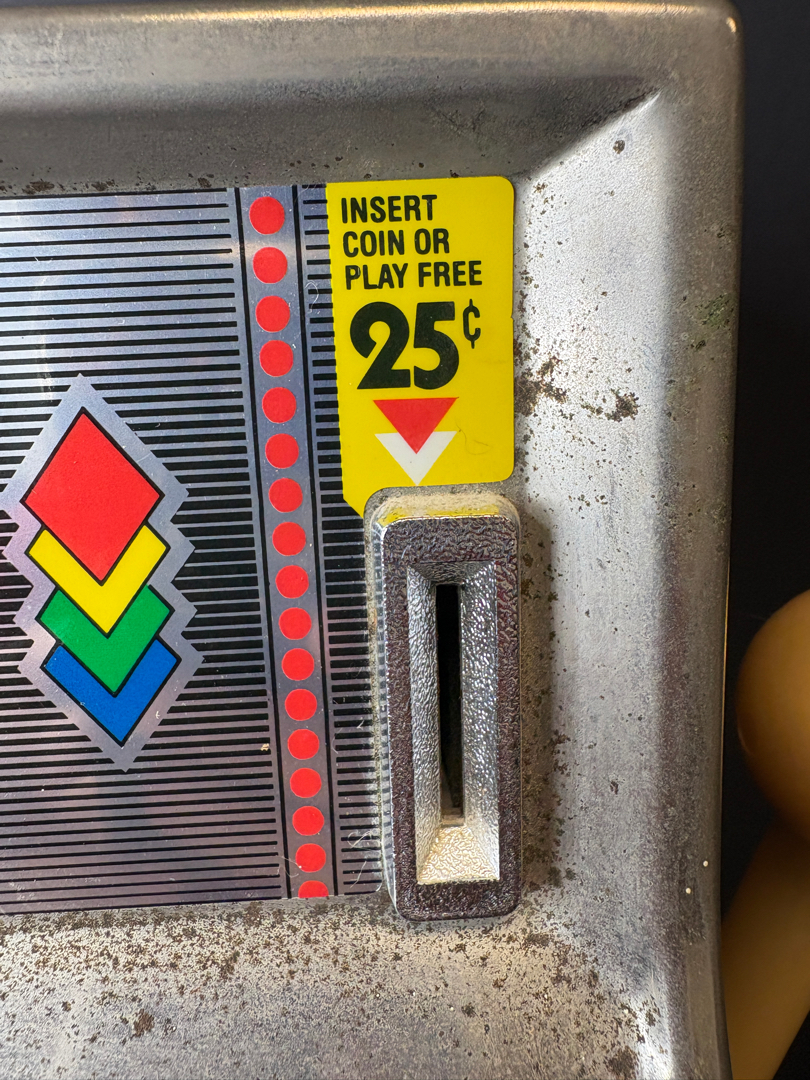 INSERT
COIN OR
PLAY FREE
25¢